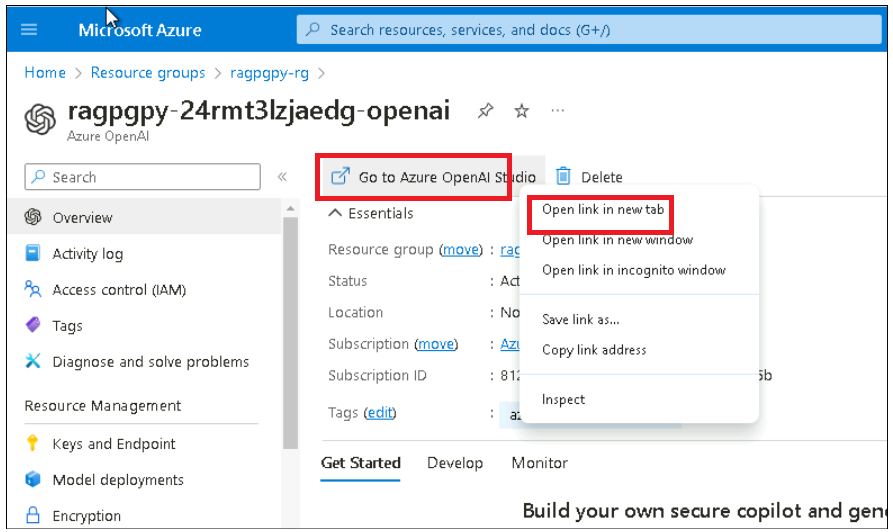 Microsoft Azure
Search resources, services, and docs (G+/)
Home > Resource groups > ragpgpy-rg >
ragpgpy-24rmt3lzjaedg-openai
Azure OpenAI
Search
Go to Azure OpenAI Studio
Delete
Overview
Activity log
Access control (IAM)
Tags
Diagnose and solve problems
Resource Management
Keys and Endpoint
Model deployments
Encryption
Essentials
Resource group (move) : rag
Status : Act
Location : No
Subscription (move) : Azu
Subscription ID : 812 5b
Tags (edit) : az
Open link in new tab
Open link in new window
Open link in incognito window
Save link as...
Copy link address
Inspect
Get Started Develop Monitor
Build your own secure copilot and gene